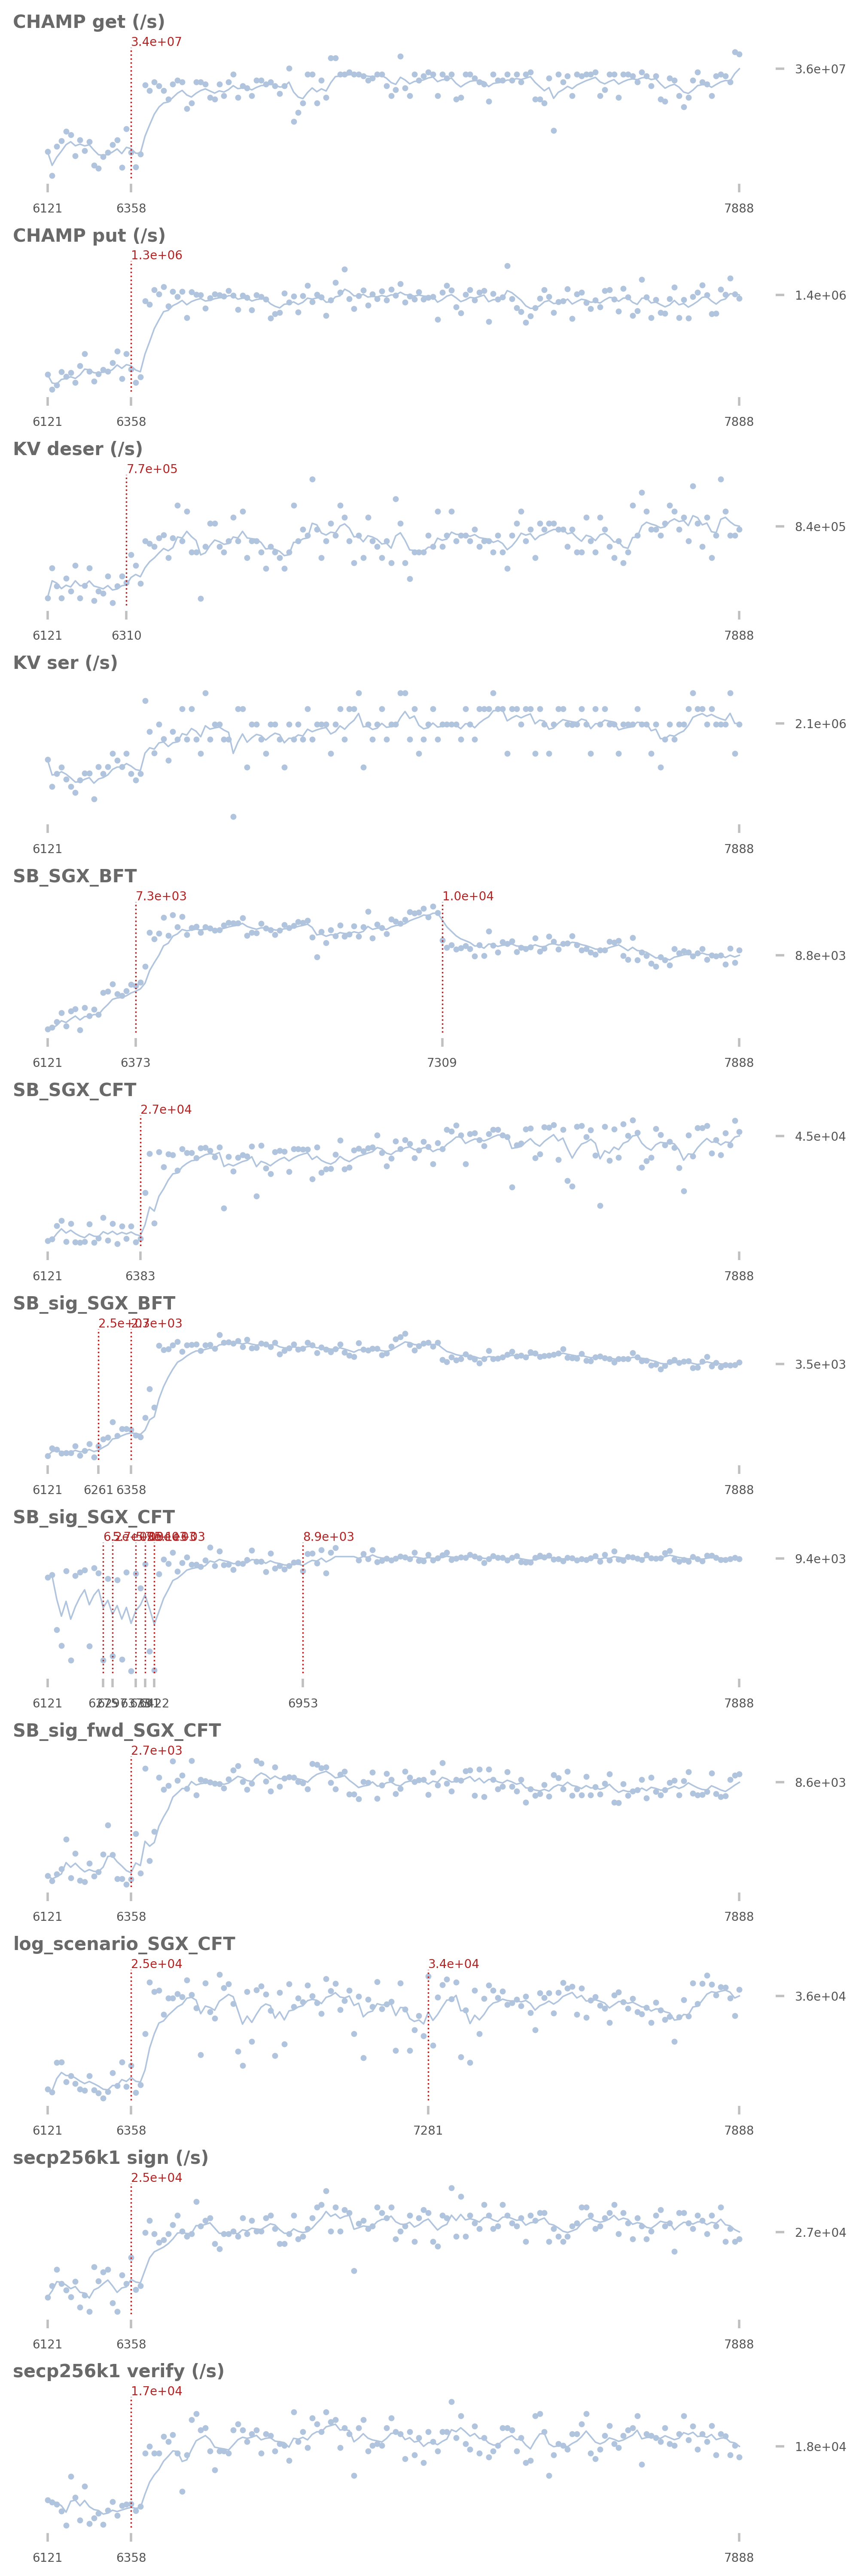 CHAMP get (/s)
3.4e+07
3.6e+07
6121 6358 7888
CHAMP put (/s)
1.3e+06
1.4e+06
6121 6358 7888
KV deser (/s)
7.7e+05
8.4e+05
6121 6310 7888
KV ser (/s)
2.1e+06
6121 7888
SB_SGX_BFT
7.3e+03 1.0e+04
8.8e+03
6121 6373 7309 7888
SB_SGX_CFT
2.7e+04
4.5e+04
6121 6383 7888
SB_sig_SGX_BFT
3.5e+03
6121 6261 6358 7888
SB_sig_SGX_CFT
8.9e+03
9.4e+03
6121 6953 7888
SB_sig_fwd_SGX_CFT
2.7e+03
8.6e+03
6121 6358 7888
log_scenario_SGX_CFT
2.5e+04 3.4e+04
3.6e+04
6121 6358 7281 7888
secp256k1 sign (/s)
2.5e+04
2.7e+04
6121 6358 7888
secp256k1 verify (/s)
1.7e+04
1.8e+04
6121 6358 7888